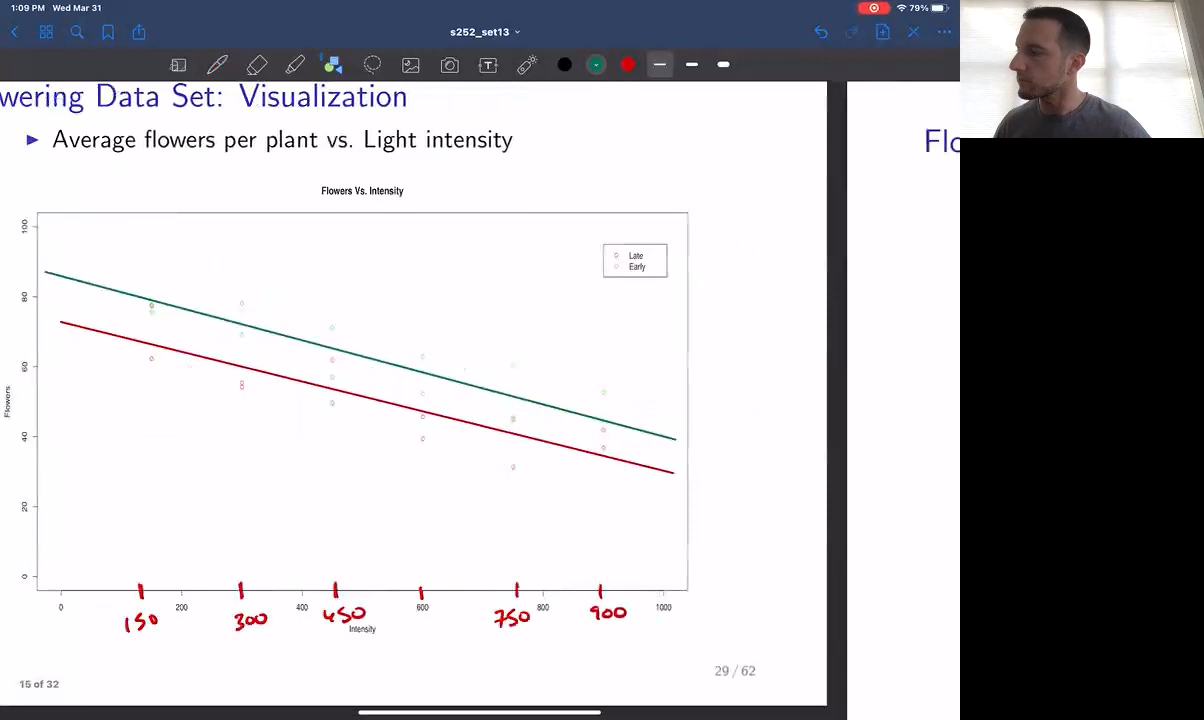 1:09 PM Wed Mar 31
79%
s252_set13
wering Data Set: Visualization
Average flowers per plant vs. Light intensity
Flo
Flowers Vs. Intensity
Late
Early
100
80
60
40
20
0
Flowers
0 200 400 600 800 1000
150 300 450 750 900
Intensity
29 / 62
15 of 32